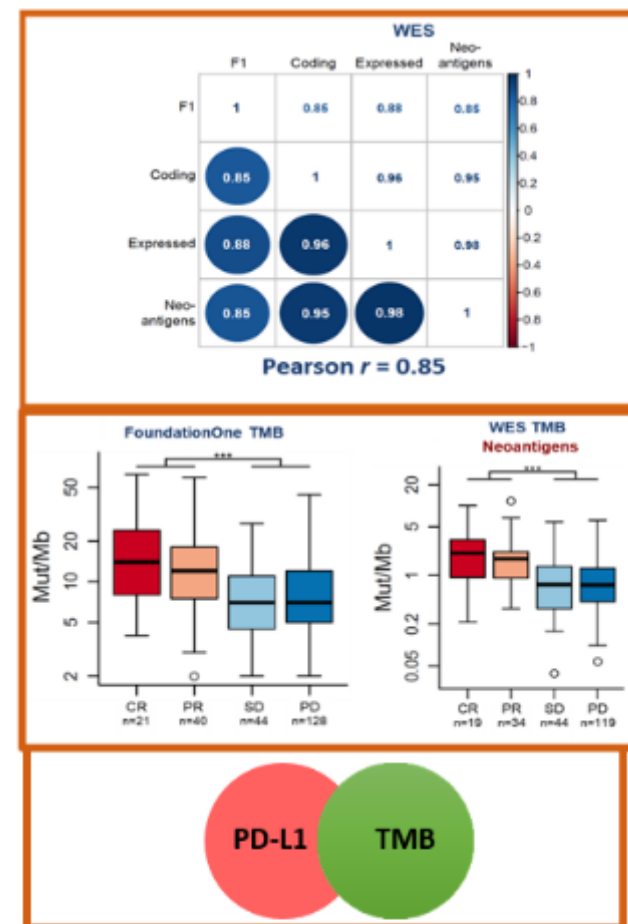 WES
F1 Coding Expressed Neo-
antigens
F1 1 0.85 0.88 0.85
Coding 0.85 1 0.96 0.95
Expressed 0.88 0.96 1 0.98
Neo-
antigens 0.85 0.95 0.98 1
1
0.8
0.6
0.4
0.2
0
-0.2
-0.4
-0.6
-0.8
-1
Pearson r = 0.85
FoundationOne TMB
***
Mut/Mb
50
20
10
5
2
CR PR SD PD
n=21 n=40 n=44 n=128
WES TMB
Neoantigens
***
Mut/Mb
20
5
1
0.2
0.05
CR PR SD PD
n=19 n=34 n=44 n=119
PD-L1 TMB